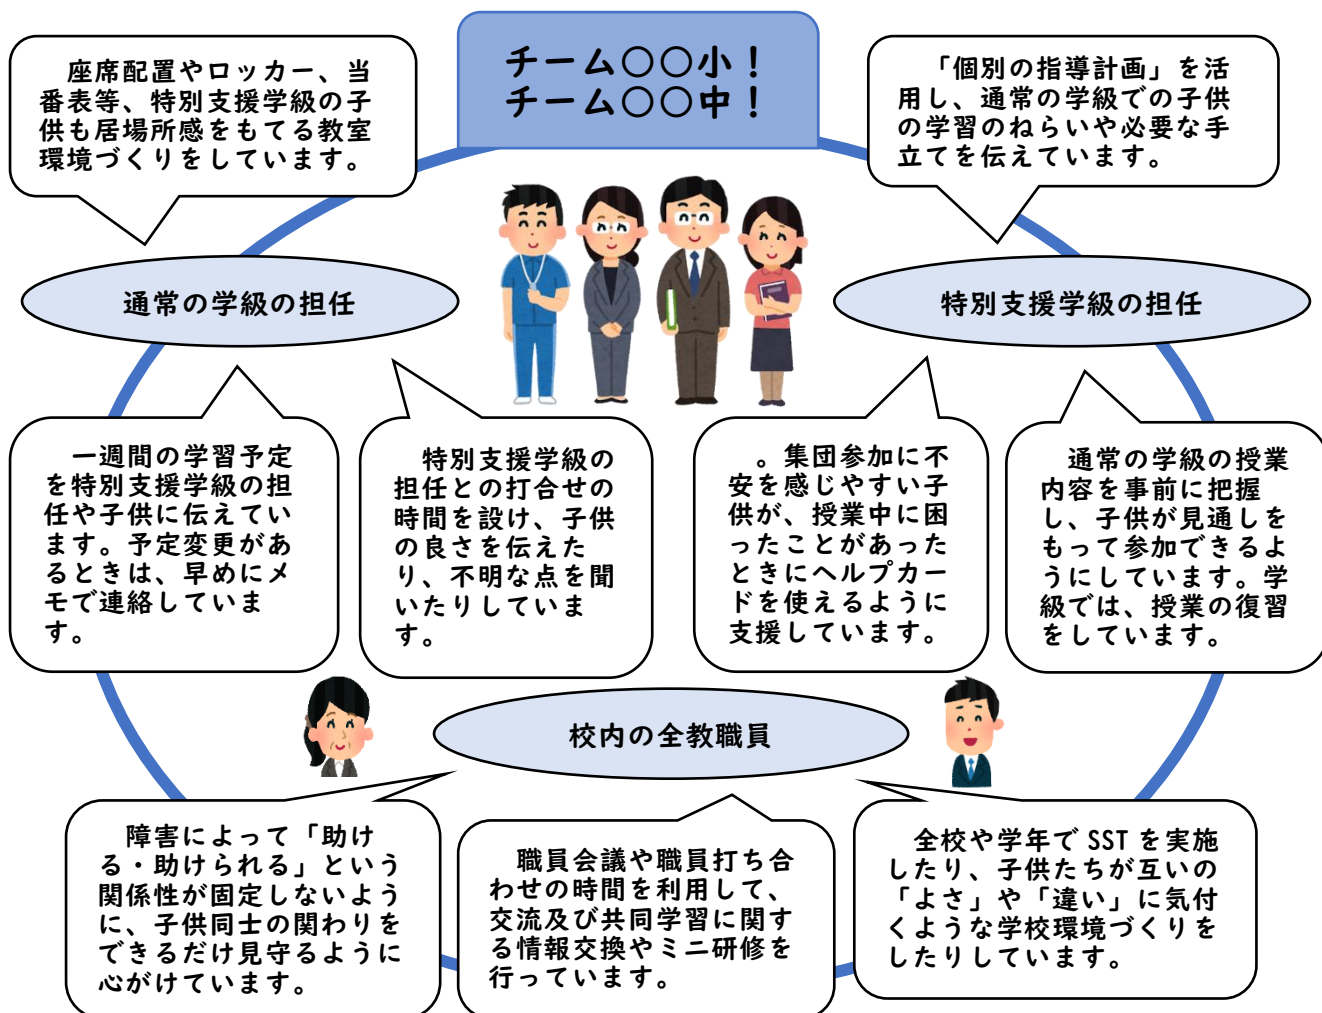 チーム○○小!
チーム○○中!
座席配置やロッカー、当
番表等、特別支援学級の子
供も居場所感をもてる教室
環境づくりをしています。
「個別の指導計画」を活
用し、通常の学級での子供
の学習のねらいや必要な手
立てを伝えています。
通常の学級の担任
特別支援学級の担任
一週間の学習予定
を特別支援学級の担
任や子供に伝えてい
ます。予定変更があ
るときは、早めにメ
モで連絡していま
す。
特別支援学級の
担任との打合せの
時間を設け、子供
の良さを伝えた
り、不明な点を聞
いたりしていま
す。
。集団参加に不
安を感じやすい子
供が、授業中に困
ったことがあった
ときにヘルプカー
ドを使えるように
支援しています。
通常の学級の授業
内容を事前に把握
し、子供が見通しを
もって参加できるよ
うにしています。学
級では、授業の復習
をしています。
校内の全教職員
障害によって「助け
る・助けられる」という
関係性が固定しないよう
に、子供同士の関わりを
できるだけ見守るように
心がけています。
職員会議や職員打ち合
わせの時間を利用して、
交流及び共同学習に関す
る情報交換やミニ研修を
行っています。
全校や学年で SST を実施
したり、子供たちが互いの
「よさ」や「違い」に気付
くような学校環境づくりを
したりしています。